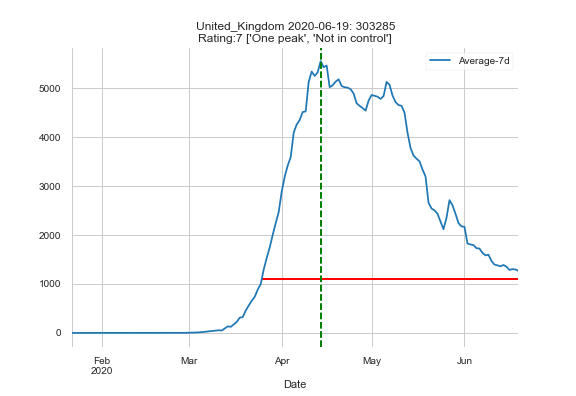 United_Kingdom 2020-06-19: 303285
Rating:7 ['One peak', 'Not in control']
Average-7d
5000
4000
3000
2000
1000
0
Feb
2020
Mar
Apr
May
Jun
Date